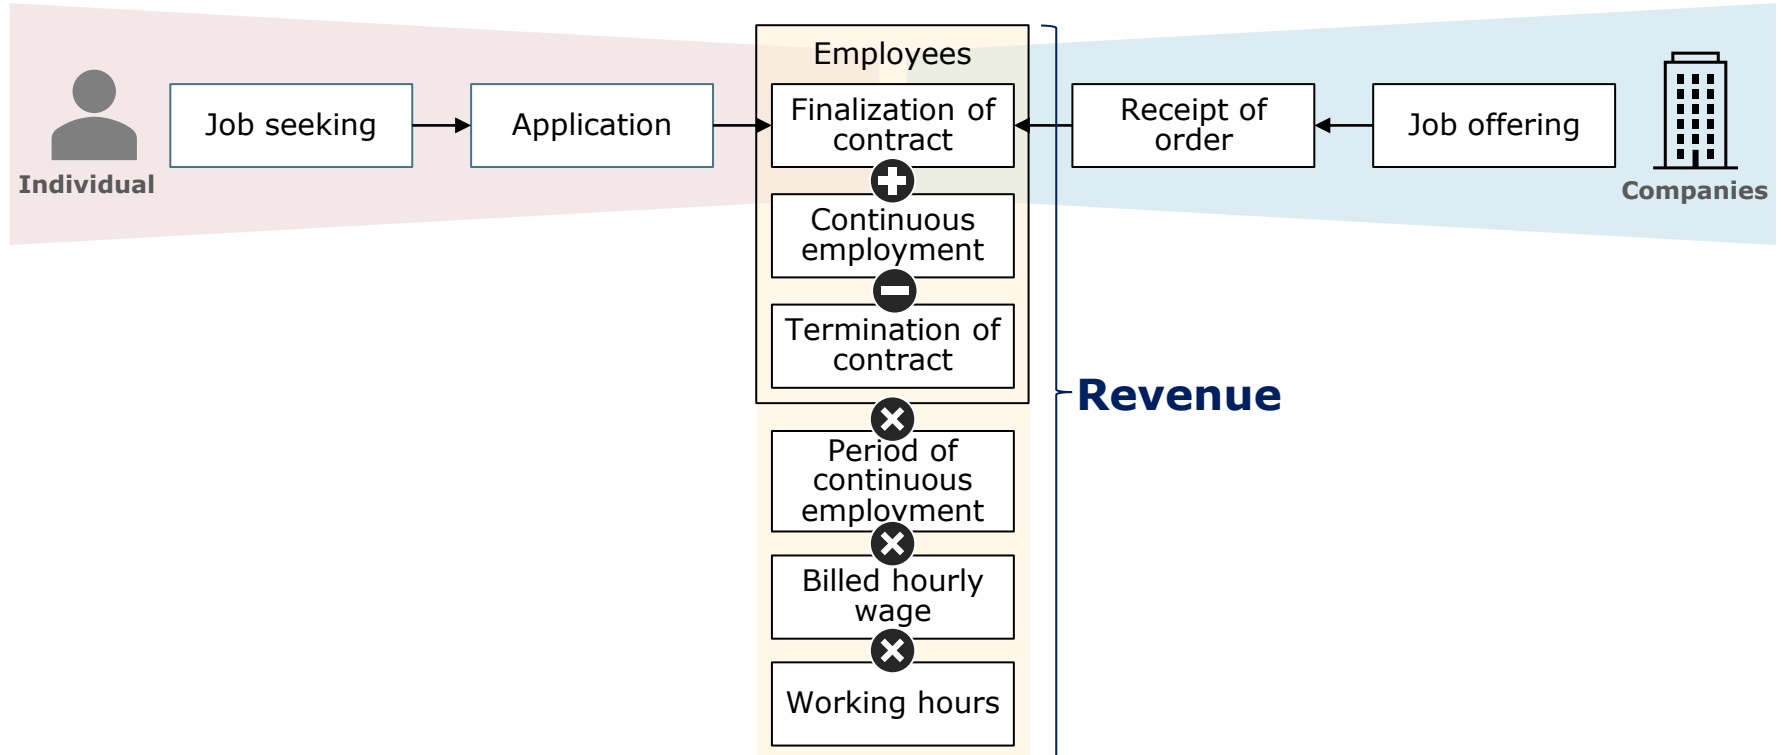 Employees
Individual
Job seeking
Application
Finalization of
contract
Receipt of
order
Job offering
Companies
Continuous
employment
Termination of
contract
Period of
continuous
employment
Billed hourly
wage
Working hours
Revenue